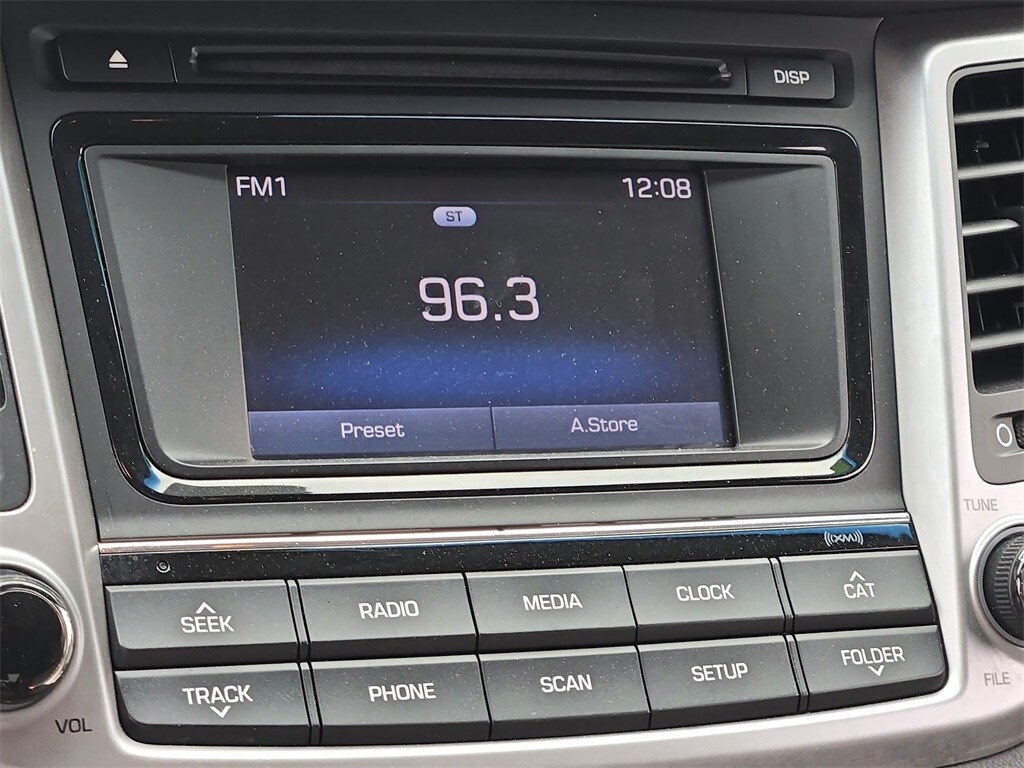 DISP
FM1 12:08
ST
96.3
Preset A.Store
TUNE
((XM))
SEEK RADIO MEDIA CLOCK CAT
TRACK PHONE SCAN SETUP FOLDER
VOL FILE